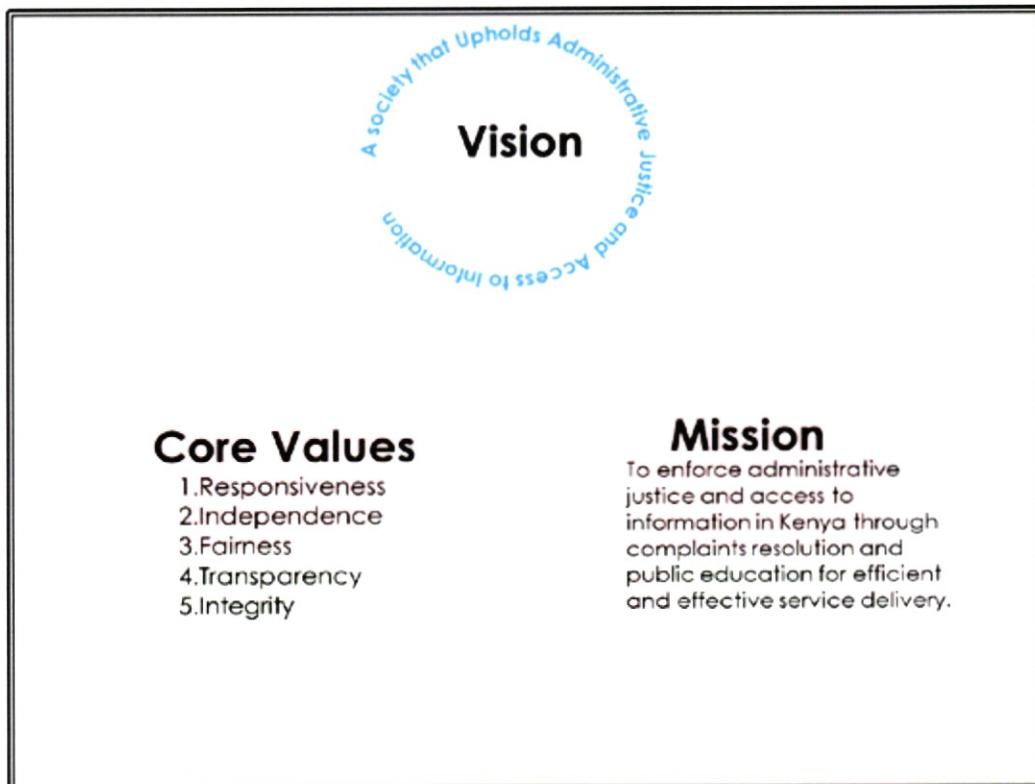 A society that Upholds Administrative Justice and Access to Information
Vision
Core Values
1.Responsiveness
2.Independence
3.Fairness
4.Transparency
5.Integrity
Mission
To enforce administrative
justice and access to
information in Kenya through
complaints resolution and
public education for efficient
and effective service delivery.